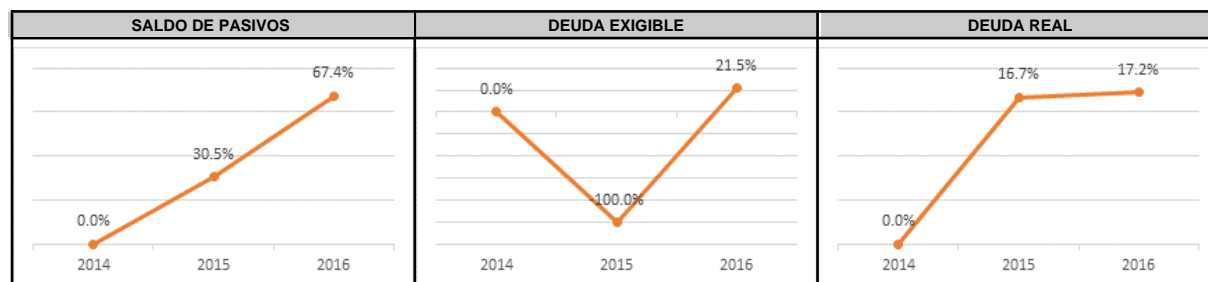 SALDO DE PASIVOS
67.4%
30.5%
0.0%
2014 2015 2016
DEUDA EXIGIBLE
21.5%
0.0%
-100.0%
2014 2015 2016
DEUDA REAL
16.7% 17.2%
0.0%
2014 2015 2016